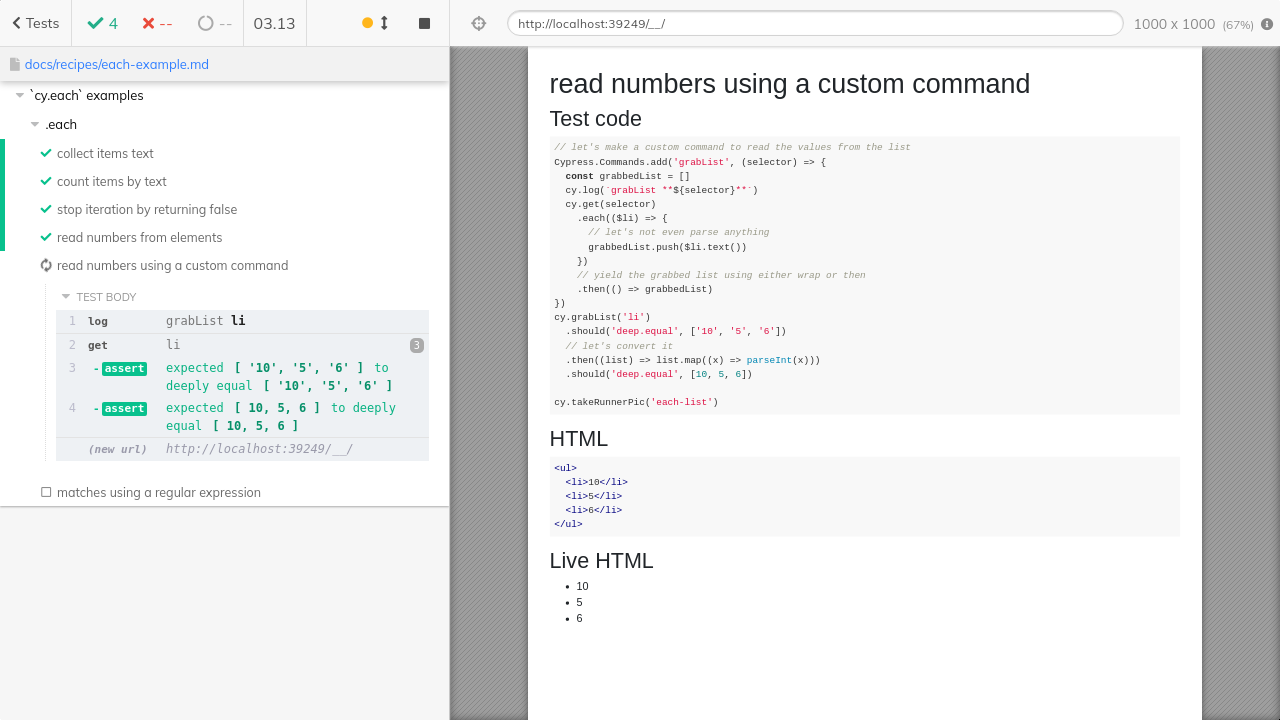 Tests
4
--
--
03.13
http://localhost:39249/__/
1000 x 1000 (67%)
docs/recipes/each-example.md
`cy.each` examples
.each
collect items text
count items by text
stop iteration by returning false
read numbers from elements
read numbers using a custom command
TEST BODY
1 log grabList li
2 get li 3
3 -assert expected [ '10', '5', '6' ] to
deeply equal [ '10', '5', '6' ]
4 -assert expected [ 10, 5, 6 ] to deeply
equal [ 10, 5, 6 ]
(new url) http://localhost:39249/__/
matches using a regular expression
read numbers using a custom command
Test code
// let's make a custom command to read the values from the list
Cypress.Commands.add('grabList', (selector) => {
  const grabbedList = []
  cy.log(`grabList **${selector}**`)
  cy.get(selector)
    .each(($li) => {
      // let's not even parse anything
      grabbedList.push($li.text())
    })
    // yield the grabbed list using either wrap or then
    .then(() => grabbedList)
})
cy.grabList('li')
  .should('deep.equal', ['10', '5', '6'])
  // let's convert it
  .then((list) => list.map((x) => parseInt(x)))
  .should('deep.equal', [10, 5, 6])
cy.takeRunnerPic('each-list')
HTML
<ul>
  <li>10</li>
  <li>5</li>
  <li>6</li>
</ul>
Live HTML
• 10
• 5
• 6